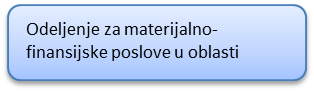 Odeljenje za materijalno-
finansijske poslove u oblasti